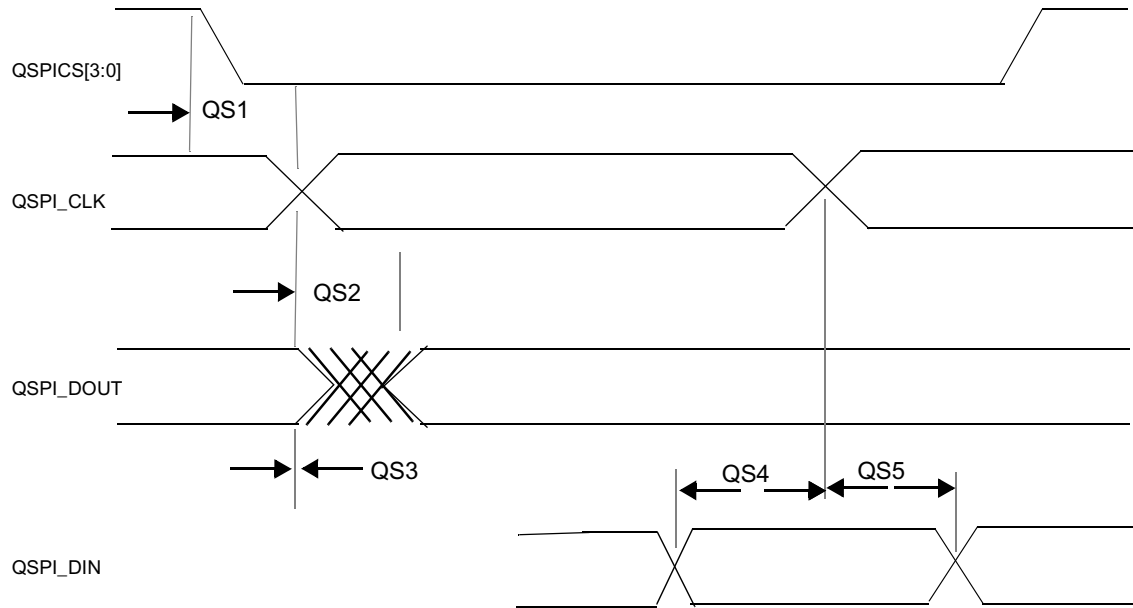 QSPICS[3:0]
QS1
QSPI_CLK
QS2
QSPI_DOUT
QS3
QS4
QS5
QSPI_DIN